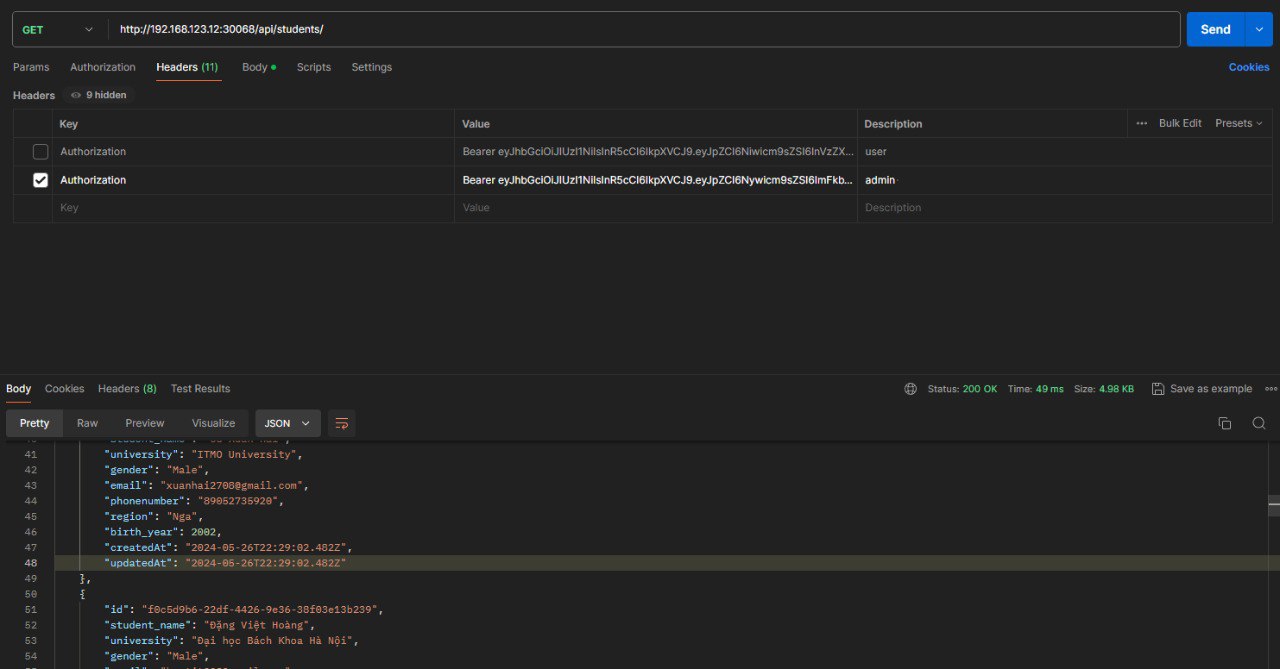 GET http://192.168.123.12:30068/api/students/ Send
Params Authorization Headers (11) Body Scripts Settings Cookies
Headers 9 hidden
Key Value Description Bulk Edit Presets
Authorization Bearer eyJhbGciOiJIUzI1NiIsInR5cCI6IkpXVCJ9.eyJpZCI6Niwicm9sZSI6InVzZX... user
Authorization Bearer eyJhbGciOiJIUzI1NiIsInR5cCI6IkpXVCJ9.eyJpZCI6Nywicm9sZSI6ImFkb... admin
Key Value Description
Body Cookies Headers (8) Test Results Status: 200 OK Time: 49 ms Size: 4.98 KB Save as example
Pretty Raw Preview Visualize JSON
41 "university": "ITMO University",
42 "gender": "Male",
43 "email": "xuanhai2708@gmail.com",
44 "phonenumber": "89052735920",
45 "region": "Nga",
46 "birth_year": 2002,
47 "createdAt": "2024-05-26T22:29:02.482Z",
48 "updatedAt": "2024-05-26T22:29:02.482Z"
49 },
50 {
51 "id": "f0c5d9b6-22df-4426-9e36-38f03e13b239",
52 "student_name": "Đặng Việt Hoàng",
53 "university": "Đại học Bách Khoa Hà Nội",
54 "gender": "Male",